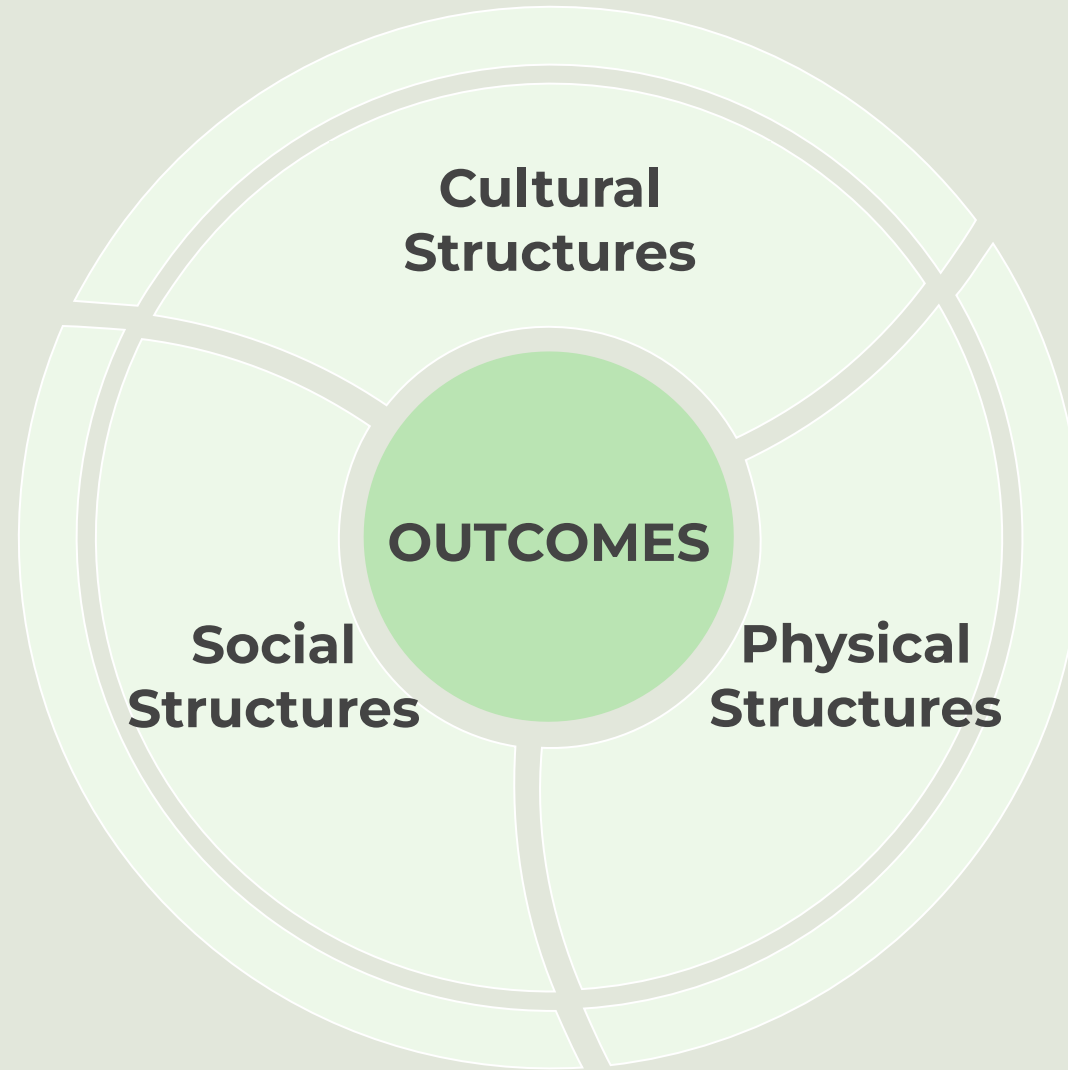 Cultural
Structures
OUTCOMES
Social
Structures
Physical
Structures